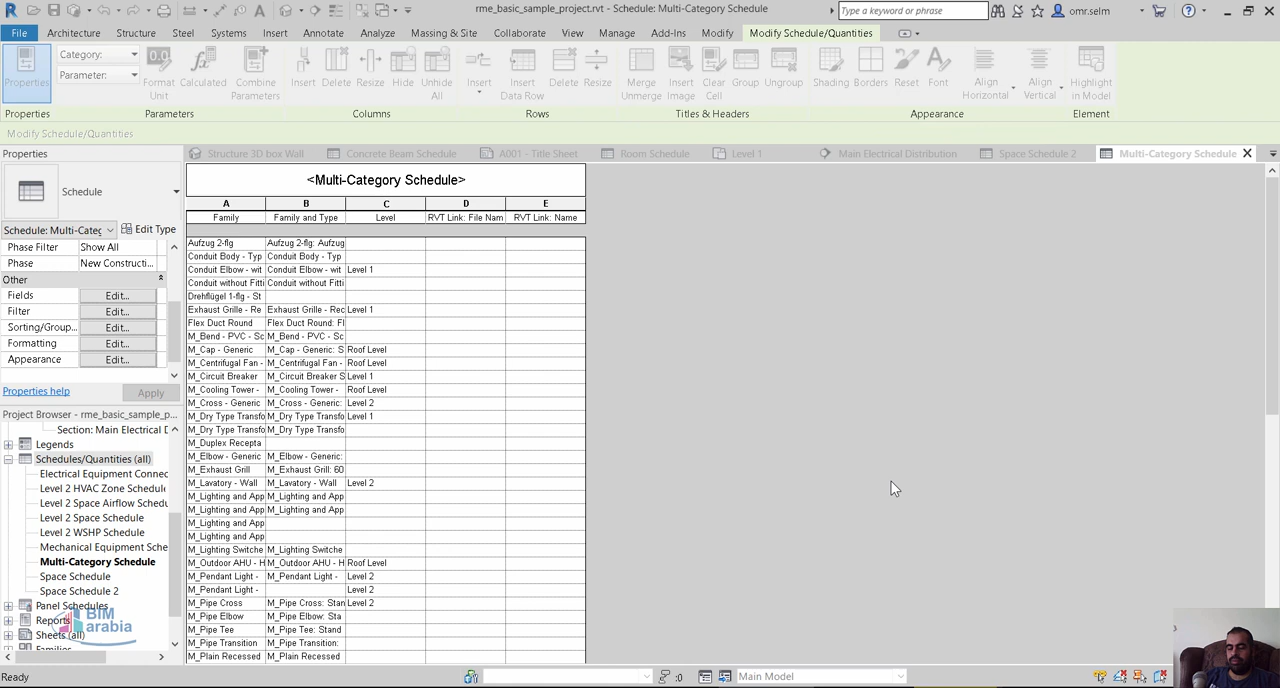 rme_basic_sample_project.rvt - Schedule: Multi-Category Schedule
Type a keyword or phrase
omr.selm
File Architecture Structure Steel Systems Insert Annotate Analyze Massing & Site Collaborate View Manage Add-Ins Modify Modify Schedule/Quantities
Properties
Category:
Parameter:
Format Unit
Calculated
Combine Parameters
Insert
Delete
Resize
Hide
Unhide All
Insert
Insert Data Row
Delete
Resize
Merge Unmerge
Insert Image
Clear Cell
Group
Ungroup
Shading
Borders
Reset
Font
Align Horizontal
Align Vertical
Highlight in Model
Properties Parameters Columns Rows Titles & Headers Appearance Element
Modify Schedule/Quantities
Properties
Structure 3D box Wall
Concrete Beam Schedule
A001 - Title Sheet
Room Schedule
Level 1
Main Electrical Distribution
Space Schedule 2
Multi-Category Schedule
Schedule
Schedule: Multi-Categ
Edit Type
Phase Filter Show All
Phase New Constructi...
Other
Fields Edit...
Filter Edit...
Sorting/Group... Edit...
Formatting Edit...
Appearance Edit...
Properties help
Apply
Project Browser - rme_basic_sample_p...
Section: Main Electrical D
Legends
Schedules/Quantities (all)
Electrical Equipment Connec
Level 2 HVAC Zone Schedule
Level 2 Space Airflow Schedu
Level 2 Space Schedule
Level 2 WSHP Schedule
Mechanical Equipment Sche
Multi-Category Schedule
Space Schedule
Space Schedule 2
Panel Schedules
Reports
Sheets (all)
Families
BIM
arabia
<Multi-Category Schedule>
A B C D E
Family Family and Type Level RVT Link: File Nam RVT Link: Name
Aufzug 2-flg Aufzug 2-flg: Aufzug
Conduit Body - Typ Conduit Body - Typ
Conduit Elbow - wit Conduit Elbow - wit Level 1
Conduit without Fitti Conduit without Fitti
Drehflügel 1-flg - St
Exhaust Grille - Re Exhaust Grille - Rec Level 1
Flex Duct Round Flex Duct Round: Fl
M_Bend - PVC - Sc M_Bend - PVC - Sc
M_Cap - Generic M_Cap - Generic: S Roof Level
M_Centrifugal Fan - M_Centrifugal Fan - Roof Level
M_Circuit Breaker M_Circuit Breaker S Level 1
M_Cooling Tower - M_Cooling Tower - Roof Level
M_Cross - Generic M_Cross - Generic: Level 2
M_Dry Type Transfo M_Dry Type Transfo Level 1
M_Dry Type Transfo M_Dry Type Transfo
M_Duplex Recepta
M_Elbow - Generic M_Elbow - Generic:
M_Exhaust Grill M_Exhaust Grill: 60
M_Lavatory - Wall M_Lavatory - Wall Level 2
M_Lighting and App M_Lighting and App
M_Lighting and App M_Lighting and App
M_Lighting and App
M_Lighting and App
M_Lighting Switche M_Lighting Switche
M_Outdoor AHU - H M_Outdoor AHU - H Roof Level
M_Pendant Light - M_Pendant Light - Level 2
M_Pendant Light - Level 2
M_Pipe Cross M_Pipe Cross: Stan Level 2
M_Pipe Elbow M_Pipe Elbow: Sta
M_Pipe Tee M_Pipe Tee: Stand
M_Pipe Transition M_Pipe Transition:
M_Plain Recessed M_Plain Recessed
Ready
:0
Main Model